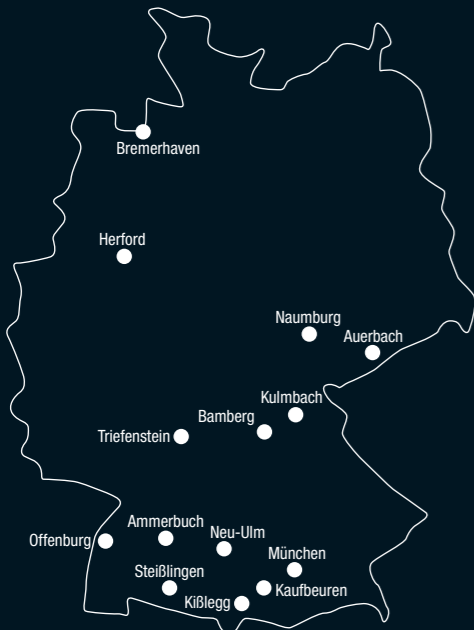 Bremerhaven
Herford
Naumburg
Auerbach
Kulmbach
Bamberg
Triefenstein
Ammerbuch
Offenburg
Neu-Ulm
München
Steißlingen
Kaufbeuren
Kißlegg